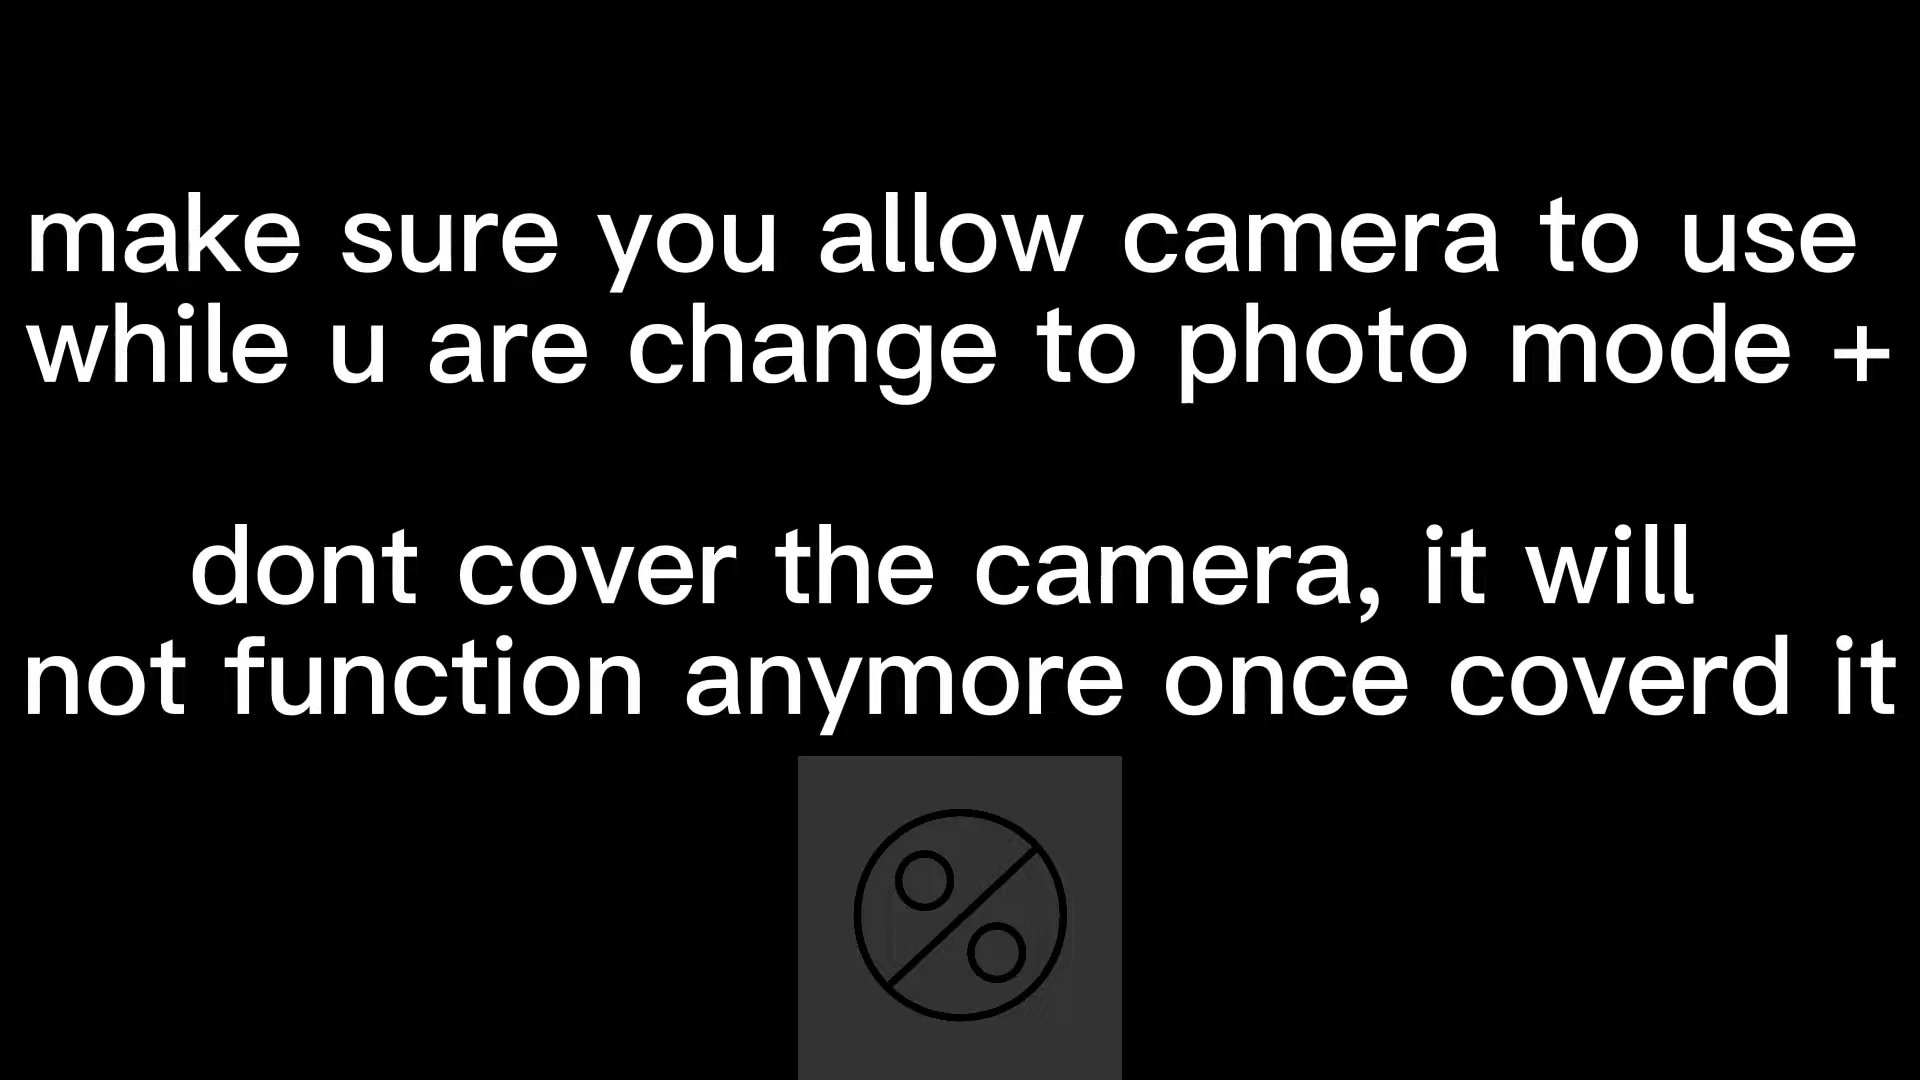 make sure you allow camera to use
while u are change to photo mode +
dont cover the camera, it will
not function anymore once coverd it